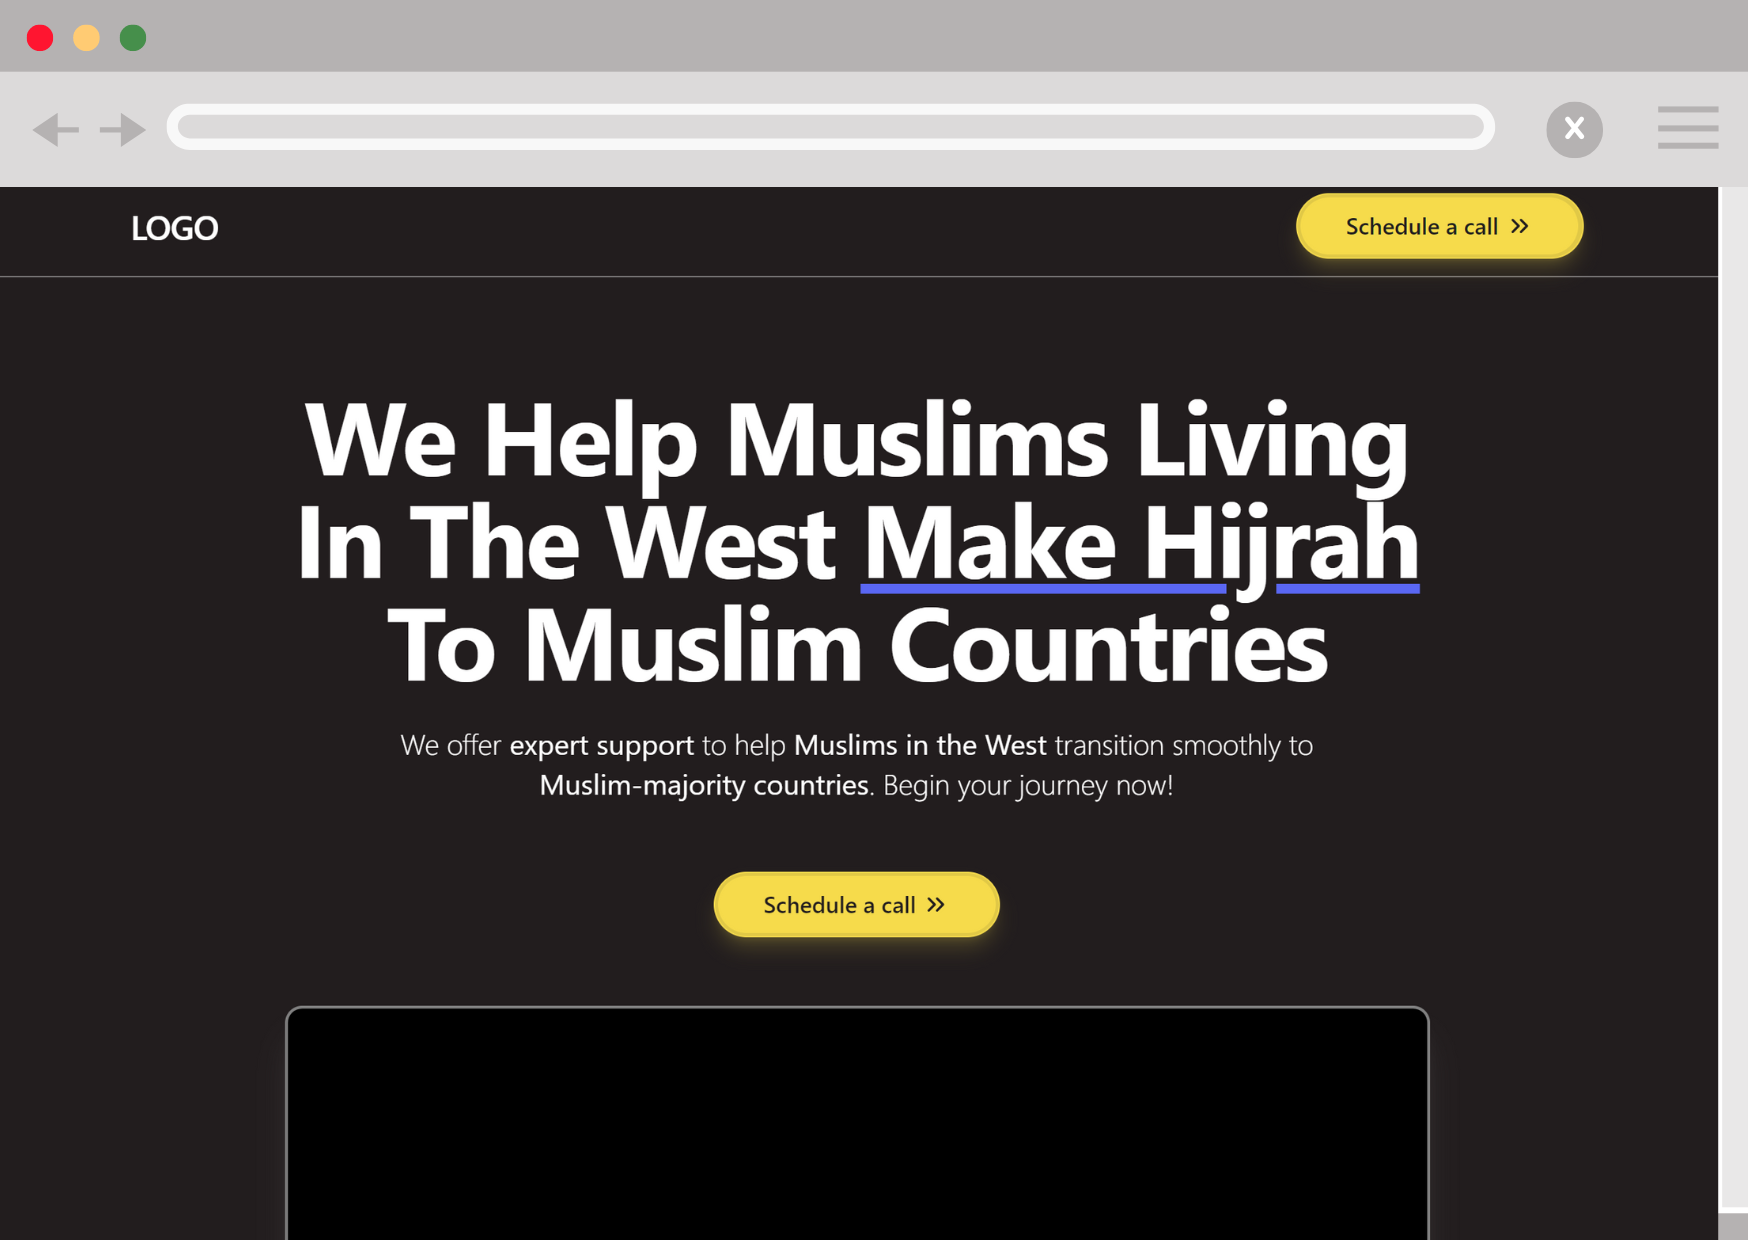 LOGO
Schedule a call »
We Help Muslims Living
In The West Make Hijrah
To Muslim Countries
We offer expert support to help Muslims in the West transition smoothly to
Muslim-majority countries. Begin your journey now!
Schedule a call »